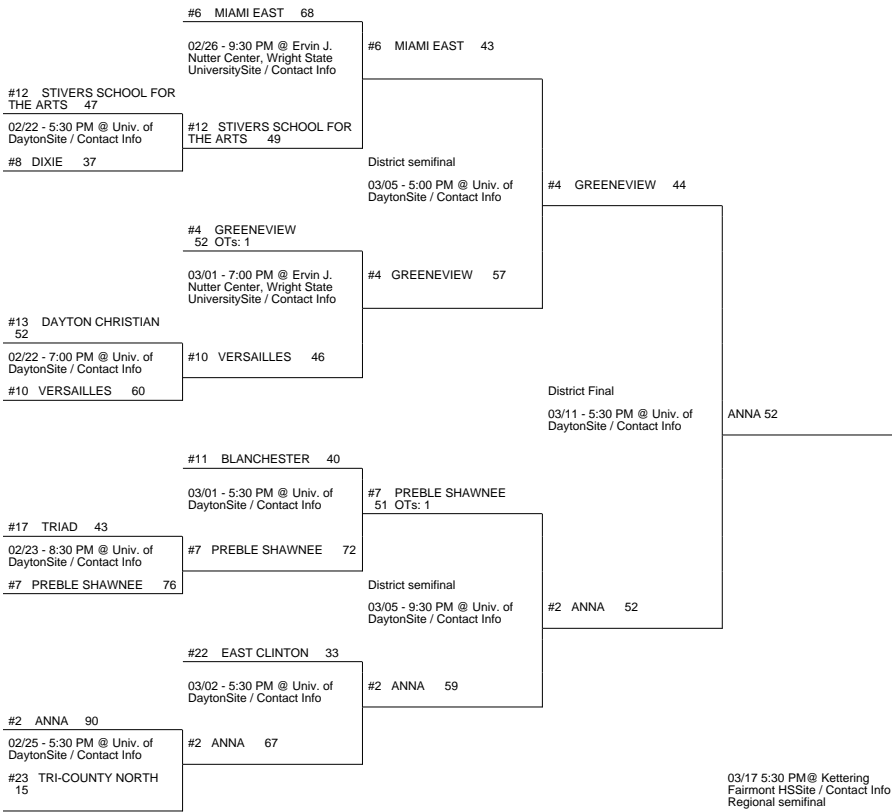 #6 MIAMI EAST 68
02/26 - 9:30 PM @ Ervin J.
Nutter Center, Wright State
UniversitySite / Contact Info
#6 MIAMI EAST 43
#12 STIVERS SCHOOL FOR
THE ARTS 47
02/22 - 5:30 PM @ Univ. of
DaytonSite / Contact Info
#12 STIVERS SCHOOL FOR
THE ARTS 49
#8 DIXIE 37
District semifinal
03/05 - 5:00 PM @ Univ. of
DaytonSite / Contact Info
#4 GREENEVIEW 44
#4 GREENEVIEW
52 OTs: 1
03/01 - 7:00 PM @ Ervin J.
Nutter Center, Wright State
UniversitySite / Contact Info
#4 GREENEVIEW 57
#13 DAYTON CHRISTIAN
52
02/22 - 7:00 PM @ Univ. of
DaytonSite / Contact Info
#10 VERSAILLES 46
#10 VERSAILLES 60
District Final
03/11 - 5:30 PM @ Univ. of
DaytonSite / Contact Info
ANNA 52
#11 BLANCHESTER 40
03/01 - 5:30 PM @ Univ. of
DaytonSite / Contact Info
#7 PREBLE SHAWNEE
51 OTs: 1
#17 TRIAD 43
02/23 - 8:30 PM @ Univ. of
DaytonSite / Contact Info
#7 PREBLE SHAWNEE 72
#7 PREBLE SHAWNEE 76
District semifinal
03/05 - 9:30 PM @ Univ. of
DaytonSite / Contact Info
#2 ANNA 52
#22 EAST CLINTON 33
03/02 - 5:30 PM @ Univ. of
DaytonSite / Contact Info
#2 ANNA 59
#2 ANNA 90
02/25 - 5:30 PM @ Univ. of
DaytonSite / Contact Info
#2 ANNA 67
#23 TRI-COUNTY NORTH
15
03/17 5:30 PM@ Kettering
Fairmont HSSite / Contact Info
Regional semifinal